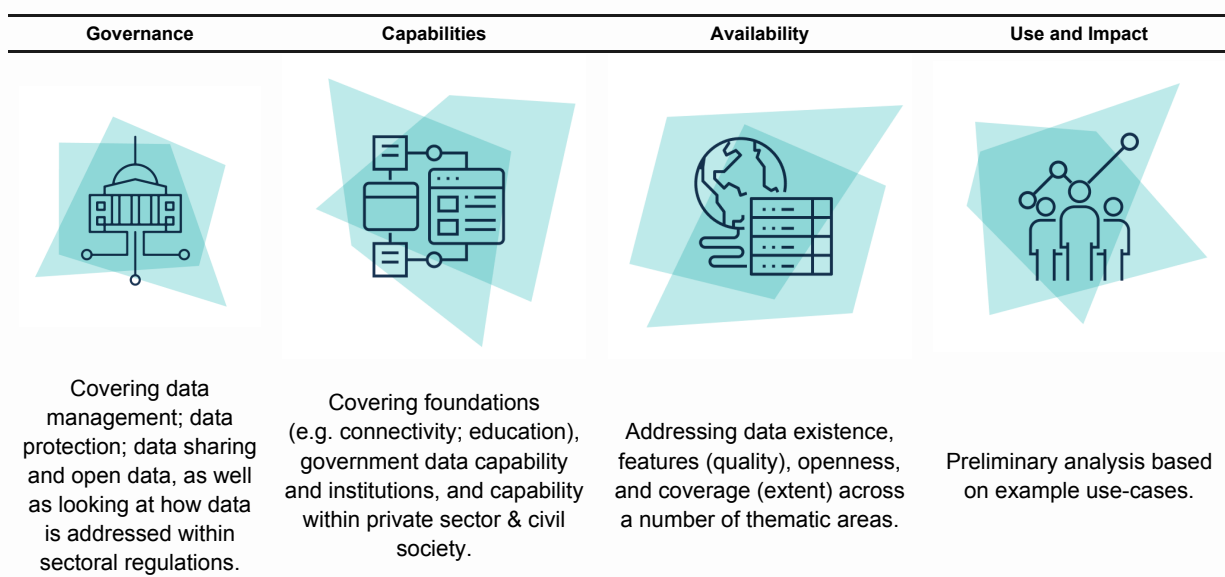 Governance
Capabilities
Availability
Use and Impact
Covering data
management; data
protection; data sharing
and open data, as well
as looking at how data
is addressed within
sectoral regulations.
Covering foundations
(e.g. connectivity; education),
government data capability
and institutions, and capability
within private sector & civil
society.
Addressing data existence,
features (quality), openness,
and coverage (extent) across
a number of thematic areas.
Preliminary analysis based
on example use-cases.